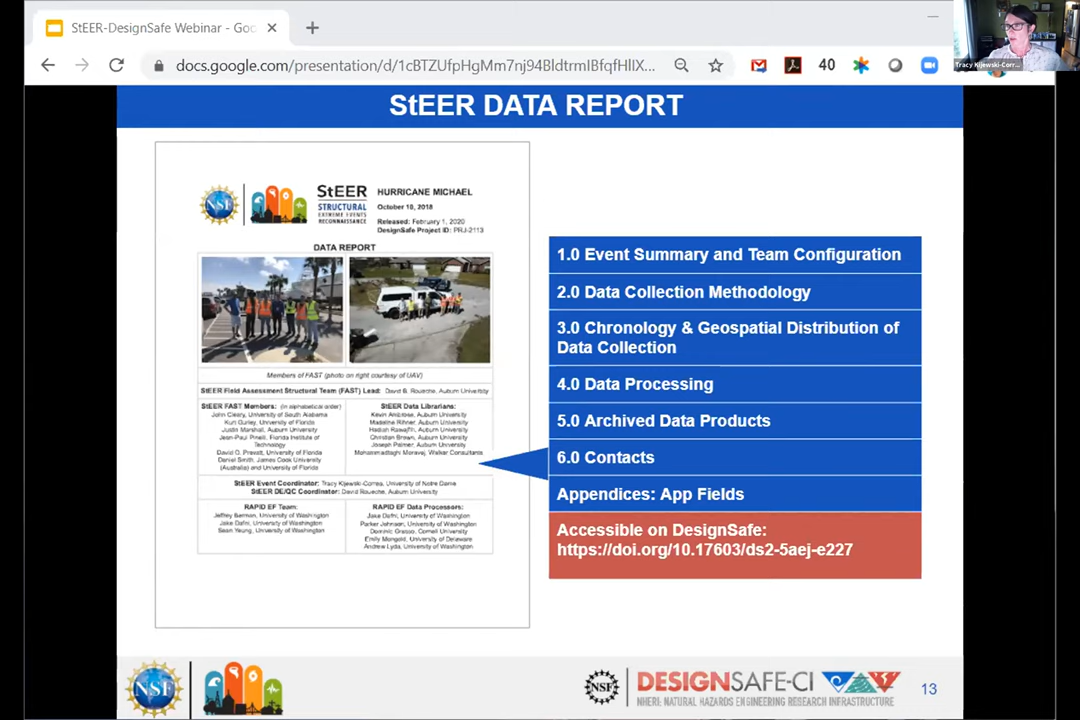 StEER-DesignSafe Webinar - Goo
docs.google.com/presentation/d/1cBTZUfpHgMm7nj94BldtrmIBfqfHlIX...
40
Tracy Kijewski-Corr...
StEER DATA REPORT
NSF
StEER
STRUCTURAL
EXTREME EVENTS
RECONNAISSANCE
HURRICANE MICHAEL
October 18, 2018
Released: February 1, 2020
DesignSafe Project ID: PRJ-2113
DATA REPORT
Members of FAST (photo on right courtesy of UAV)
StEER Field Assessment Structural Team (FAST) Lead: David B. Roueche, Auburn University
StEER FAST Members: (in alphabetical order)
John Cleary, University of South Alabama
Kurt Gurley, University of Florida
Justin Marshall, Auburn University
Jean-Paul Pinelli, Florida Institute of
Technology
David O. Prevatt, University of Florida
Daniel Smith, James Cook University
(Australia) and University of Florida
StEER Data Librarians:
Kevin Ambrose, Auburn University
Madeline Rihner, Auburn University
Hadiah Rawajfih, Auburn University
Christian Brown, Auburn University
Joseph Palmer, Auburn University
Mohammadtaghi Moravej, Walker Consultants
StEER Event Coordinator: Tracy Kijewski-Correa, University of Notre Dame
StEER DE/QC Coordinator: David Roueche, Auburn University
RAPID EF Team:
Jeffrey Berman, University of Washington
Jake Dafni, University of Washington
Sean Yeung, University of Washington
RAPID EF Data Processors:
Jake Dafni, University of Washington
Parker Johnson, University of Washington
Dominic Grasso, Cornell University
Emily Mongold, University of Delaware
Andrew Lyda, University of Washington
1.0 Event Summary and Team Configuration
2.0 Data Collection Methodology
3.0 Chronology & Geospatial Distribution of
Data Collection
4.0 Data Processing
5.0 Archived Data Products
6.0 Contacts
Appendices: App Fields
Accessible on DesignSafe:
https://doi.org/10.17603/ds2-5aej-e227
NSF
NSF
DESIGNSAFE-CI
NHERI: NATURAL HAZARDS ENGINEERING RESEARCH INFRASTRUCTURE
13